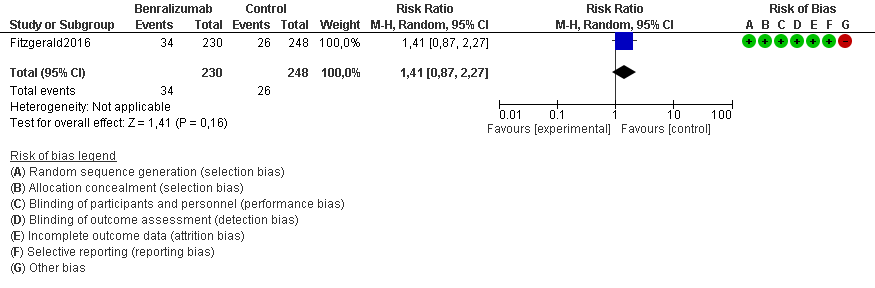 Benralizumab Control Risk Ratio Risk Ratio Risk of Bias
Study or Subgroup Events Total Events Total Weight M-H, Random, 95% CI M-H, Random, 95% CI A B C D E F G
Fitzgerald2016 34 230 26 248 100,0% 1,41 [0,87, 2,27]
Total (95% CI) 230 248 100,0% 1,41 [0,87, 2,27]
Total events 34 26
Heterogeneity: Not applicable
Test for overall effect: Z = 1,41 (P = 0,16)
0.01 0.1 1 10 100
Favours [experimental] Favours [control]
Risk of bias legend
(A) Random sequence generation (selection bias)
(B) Allocation concealment (selection bias)
(C) Blinding of participants and personnel (performance bias)
(D) Blinding of outcome assessment (detection bias)
(E) Incomplete outcome data (attrition bias)
(F) Selective reporting (reporting bias)
(G) Other bias